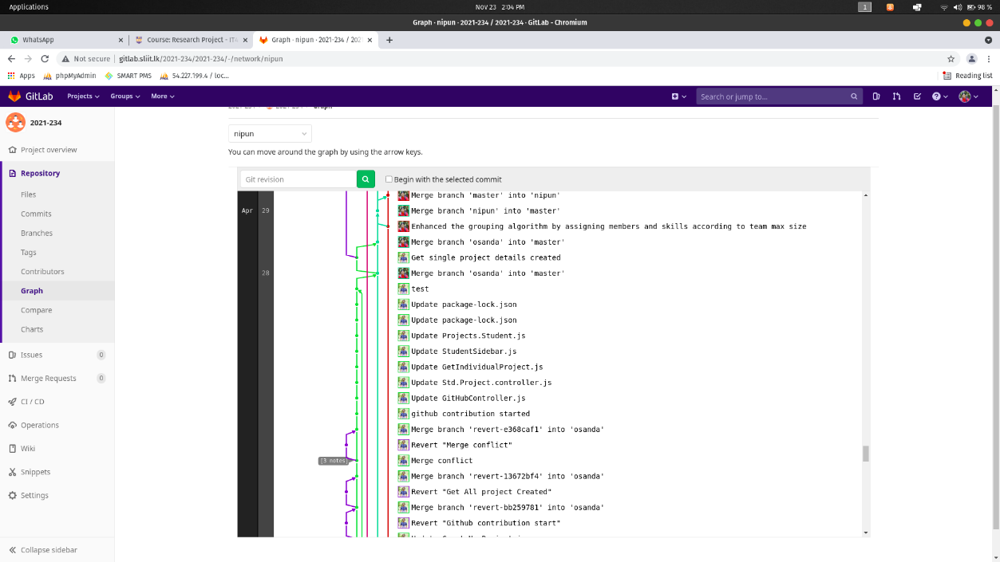 Applications
Nov 23 2:04 PM
1
98 %
Graph · nipun · 2021-234 / 2021-234 · GitLab - Chromium
WhatsApp
Course: Research Project - IT4
Graph · nipun · 2021-234 / 202
Not secure
gitlab.sliit.lk/2021-234/2021-234/-/network/nipun
Apps
phpMyAdmin
SMART PMS
54.227.199.4 / loc...
Reading list
GitLab
Projects
Groups
More
Search or jump to...
2021-234
Project overview
Repository
Files
Commits
Branches
Tags
Contributors
Graph
Compare
Charts
Issues 0
Merge Requests 0
CI / CD
Operations
Wiki
Snippets
Settings
Collapse sidebar
nipun
You can move around the graph by using the arrow keys.
Git revision
Begin with the selected commit
Merge branch 'master' into 'nipun'
Apr 29 Merge branch 'nipun' into 'master'
Enhanced the grouping algorithm by assigning members and skills according to team max size
Merge branch 'osanda' into 'master'
Get single project details created
28 Merge branch 'osanda' into 'master'
test
Update package-lock.json
Update package-lock.json
Update Projects.Student.js
Update StudentSidebar.js
Update GetIndividualProject.js
Update Std.Project.controller.js
Update GitHubController.js
github contribution started
Merge branch 'revert-e368caf1' into 'osanda'
Revert "Merge conflict"
[3 notes] Merge conflict
Merge branch 'revert-13672bf4' into 'osanda'
Revert "Get All project Created"
Merge branch 'revert-bb259781' into 'osanda'
Revert "Github contribution start"